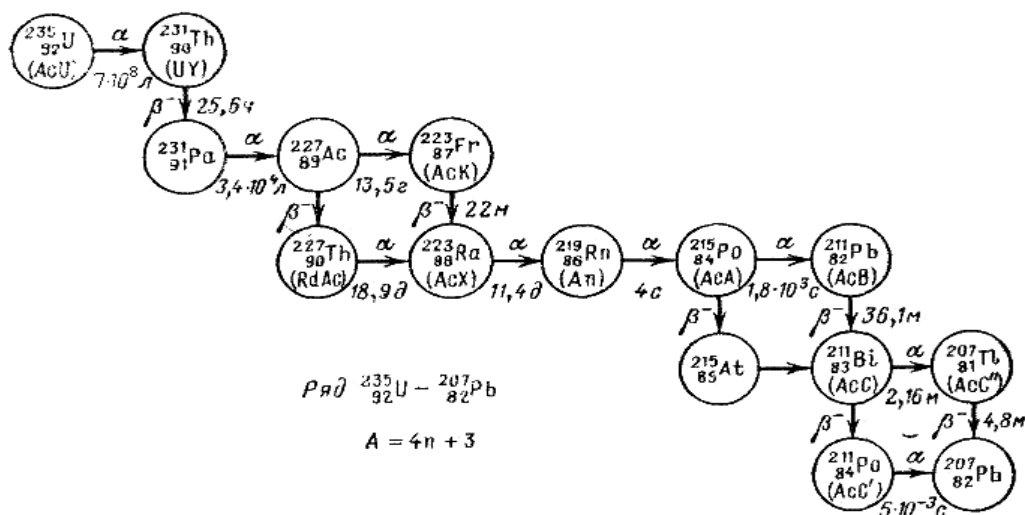 ²³⁵₉₂U α ²³¹₉₀Th
(AcU) 7·10⁸л (UY)
β⁻ 25,6ч
²³¹₉₁Pa α ²²⁷₈₉Ac α ²²³₈₇Fr
3,4·10⁴л 13,5г (AcK)
β⁻ β⁻ 22м
²²⁷₉₀Th α ²²³₈₈Ra α ²¹⁹₈₆Rn α ²¹⁵₈₄Po α ²¹¹₈₂Pb
(RdAc) 18,9д (AcX) 11,4д (An) 4с (AcA) 1,8·10³с (AcB)
β⁻ β⁻ 36,1м
²¹⁵₈₅At ²¹¹₈₃Bi α ²⁰⁷₈₁Tl
(AcC) 2,16м (AcC″)
Ряд ²³⁵₉₂U – ²⁰⁷₈₂Pb
β⁻ β⁻ 4,8м
A = 4n + 3
²¹¹₈₄Po α ²⁰⁷₈₂Pb
(AcC′) 5·10⁻³с